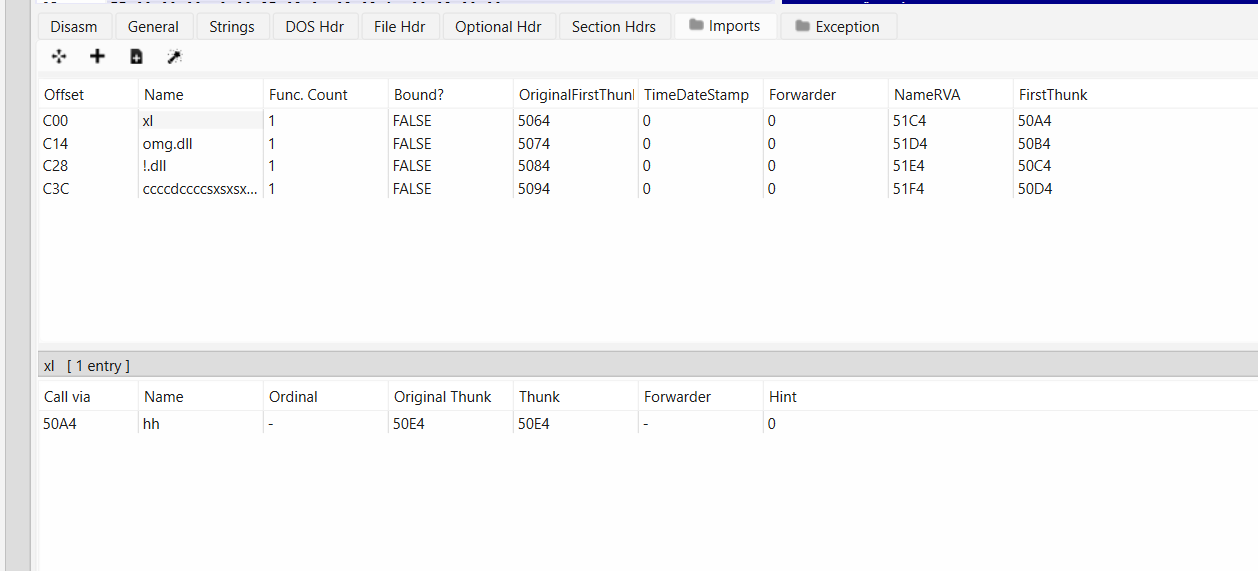 Disasm General Strings DOS Hdr File Hdr Optional Hdr Section Hdrs Imports Exception
Offset Name Func. Count Bound? OriginalFirstThunl TimeDateStamp Forwarder NameRVA FirstThunk
C00 xl 1 FALSE 5064 0 0 51C4 50A4
C14 omg.dll 1 FALSE 5074 0 0 51D4 50B4
C28 !.dll 1 FALSE 5084 0 0 51E4 50C4
C3C ccccdccccsxsxsx... 1 FALSE 5094 0 0 51F4 50D4
xl [ 1 entry ]
Call via Name Ordinal Original Thunk Thunk Forwarder Hint
50A4 hh - 50E4 50E4 - 0